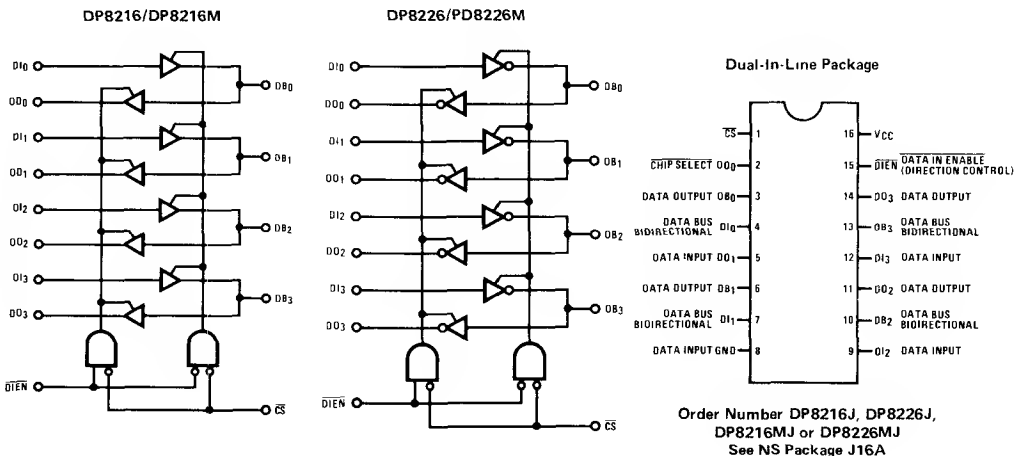 DP8216/DP8216M
DI0
DO0
DB0
DI1
DO1
DB1
DI2
DO2
DB2
DI3
DO3
DB3
DIEN
CS
DP8226/PD8226M
DI0
DO0
DB0
DI1
DO1
DB1
DI2
DO2
DB2
DI3
DO3
DB3
DIEN
CS
Dual-In-Line Package
CS 1
CHIP SELECT DO0 2
DATA OUTPUT DB0 3
DATA BUS
BIDIRECTIONAL DI0 4
DATA INPUT DO1 5
DATA OUTPUT DB1 6
DATA BUS
BIDIRECTIONAL DI1 7
DATA INPUT GND 8
16 VCC
15 DIEN DATA IN ENABLE
(DIRECTION CONTROL)
14 DO3 DATA OUTPUT
13 DB3 DATA BUS
BIDIRECTIONAL
12 DI3 DATA INPUT
11 DO2 DATA OUTPUT
10 DB2 DATA BUS
BIDIRECTIONAL
9 DI2 DATA INPUT
Order Number DP8216J, DP8226J,
DP8216MJ or DP8226MJ
See NS Package J16A